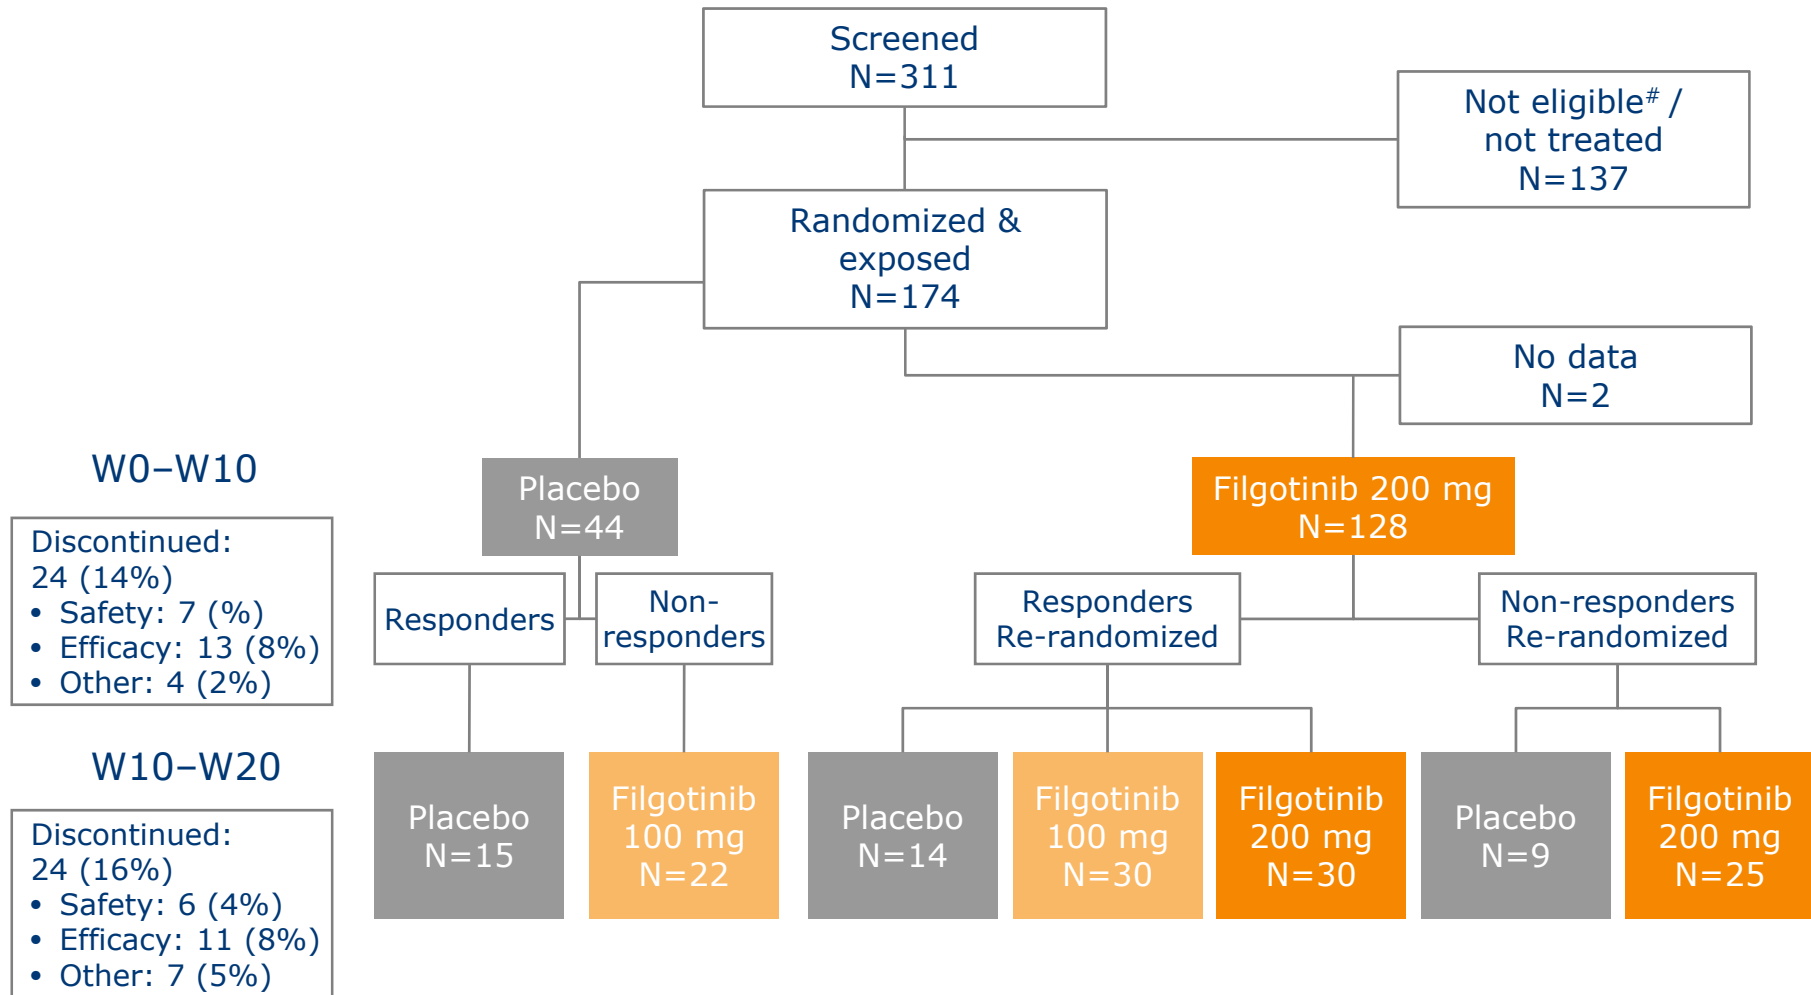 Screened
N=311
Not eligible# /
not treated
N=137
Randomized &
exposed
N=174
No data
N=2
W0–W10
Discontinued:
24 (14%)
• Safety: 7 (%)
• Efficacy: 13 (8%)
• Other: 4 (2%)
Placebo
N=44
Filgotinib 200 mg
N=128
Responders
Non-
responders
Responders
Re-randomized
Non-responders
Re-randomized
W10–W20
Discontinued:
24 (16%)
• Safety: 6 (4%)
• Efficacy: 11 (8%)
• Other: 7 (5%)
Placebo
N=15
Filgotinib
100 mg
N=22
Placebo
N=14
Filgotinib
100 mg
N=30
Filgotinib
200 mg
N=30
Placebo
N=9
Filgotinib
200 mg
N=25